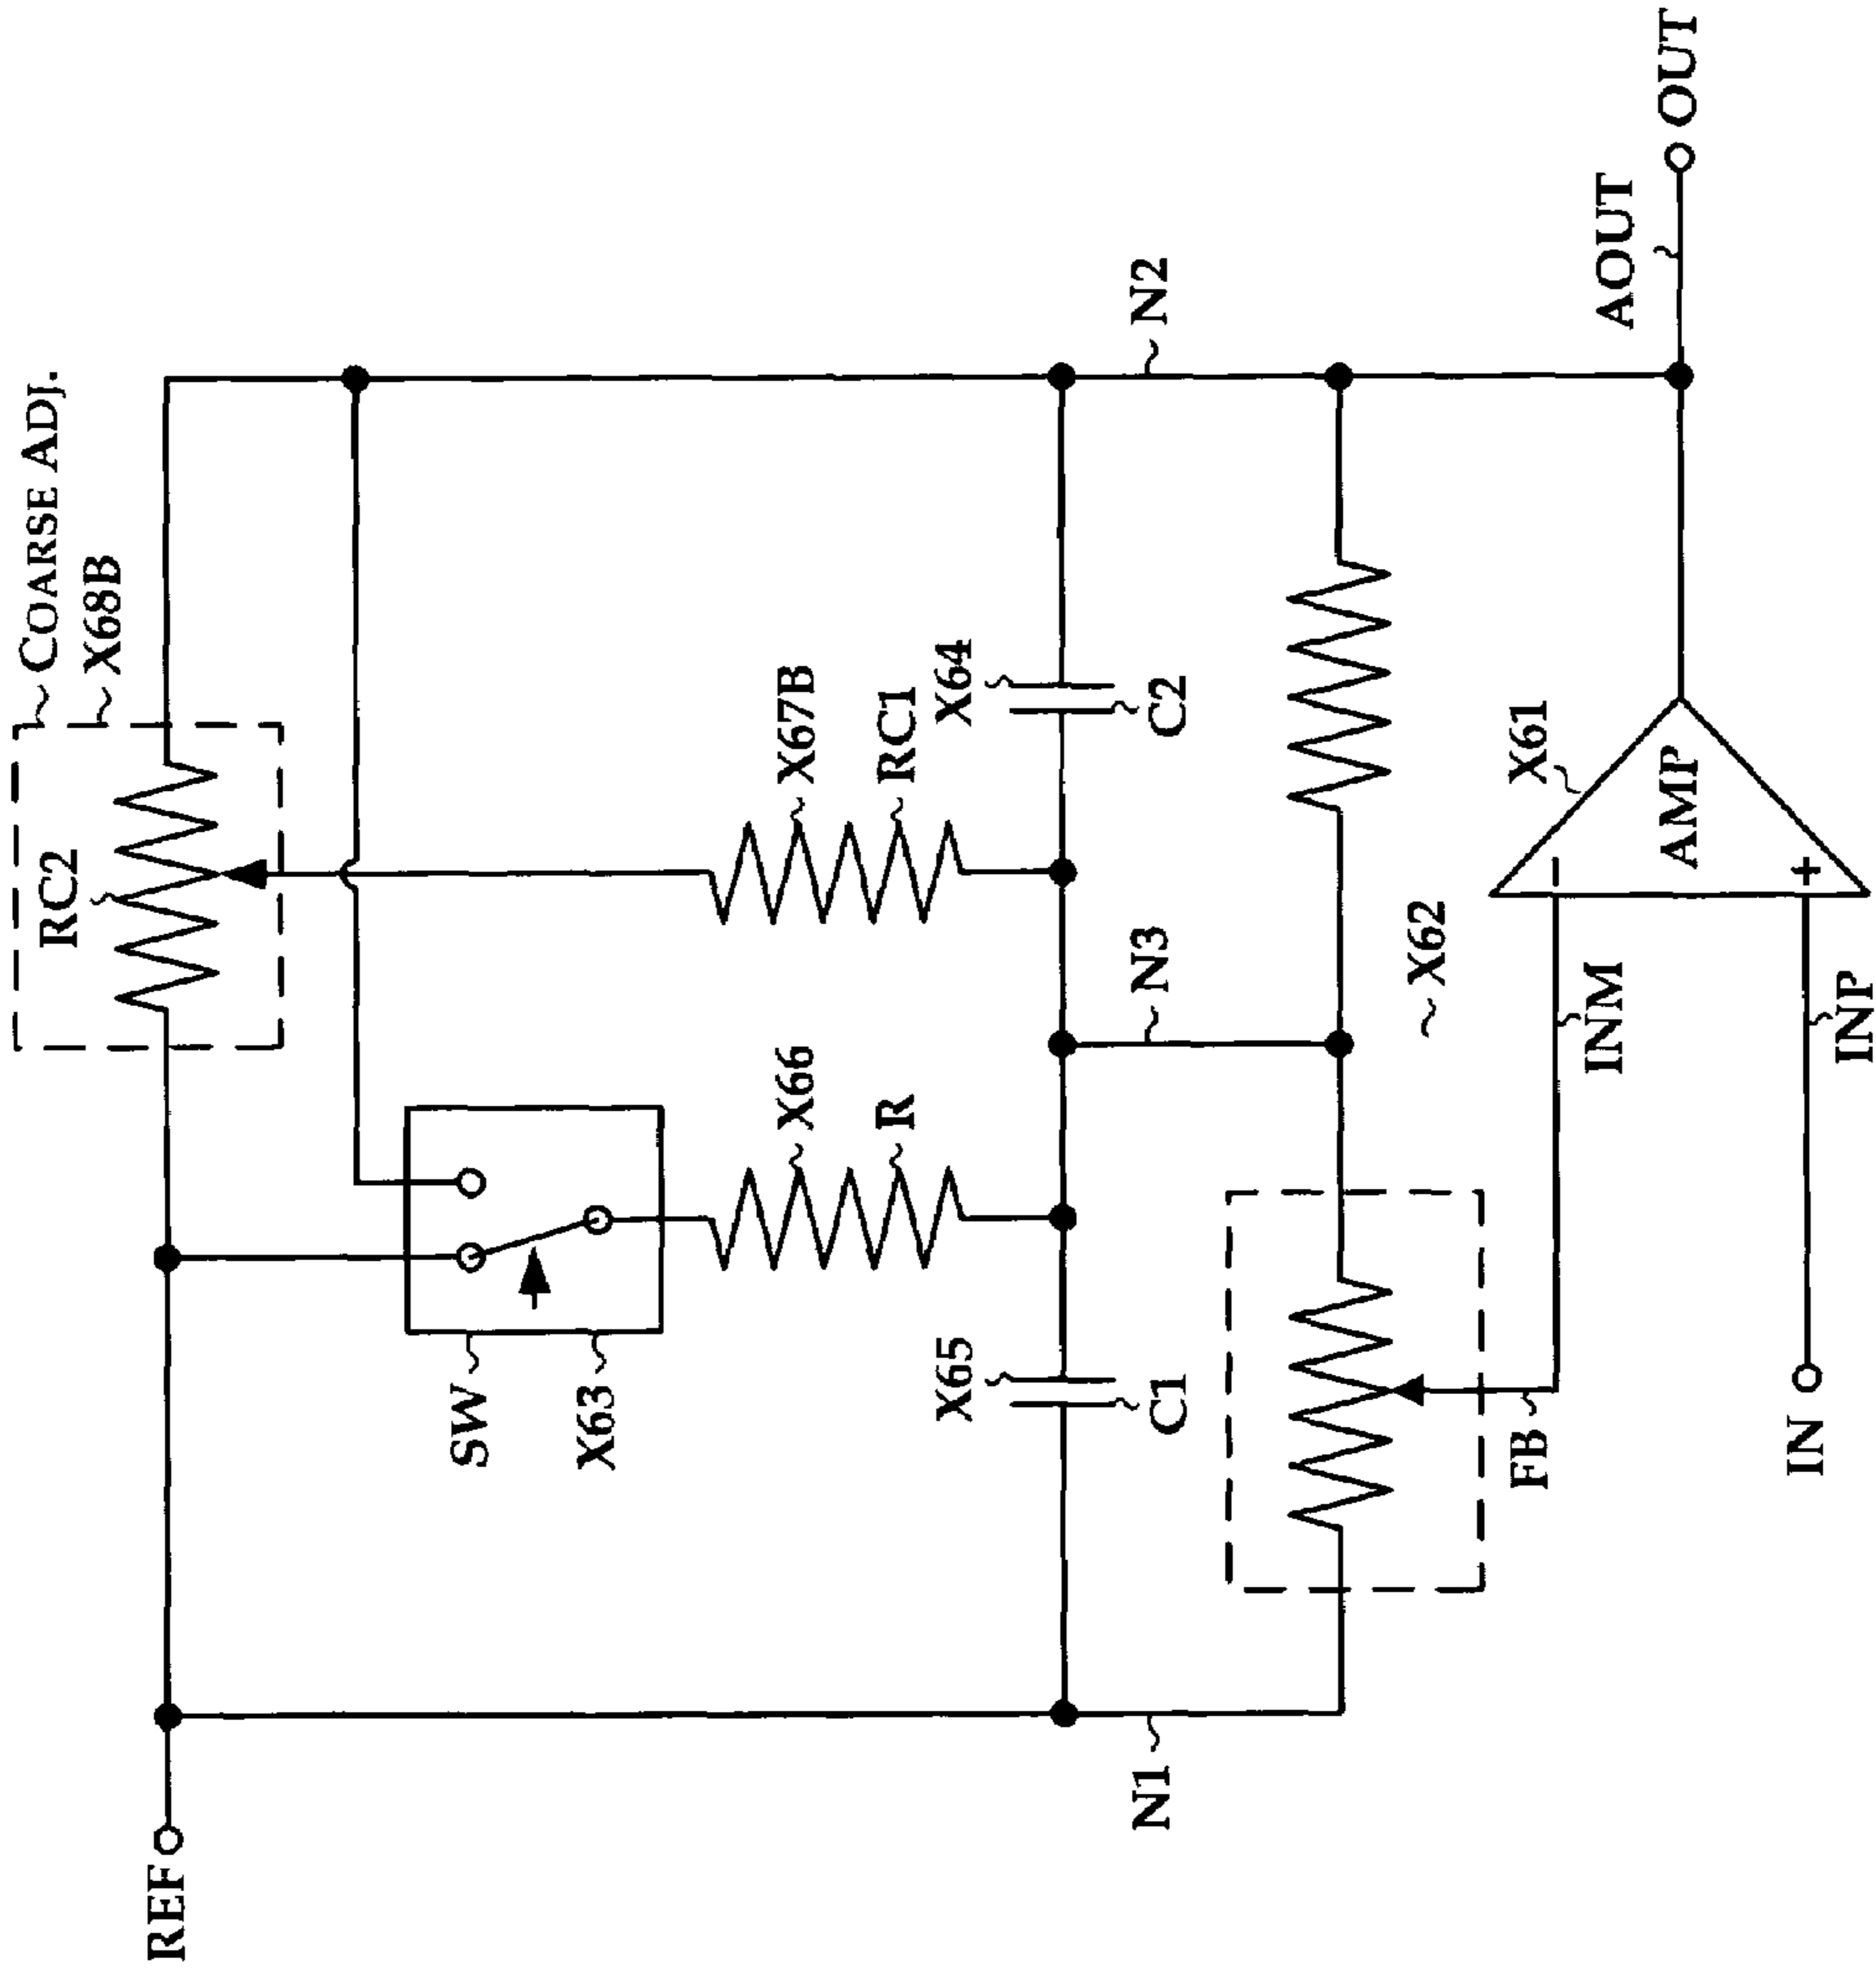 COARSE ADJ.
X68B
RC2
REF
SW
X63
X66
R
X67B
RC1
X65
C1
X64
C2
N1
N3
N2
X62
FB
INM
X61
AMP
−
+
INP
IN
AOUT
OUT